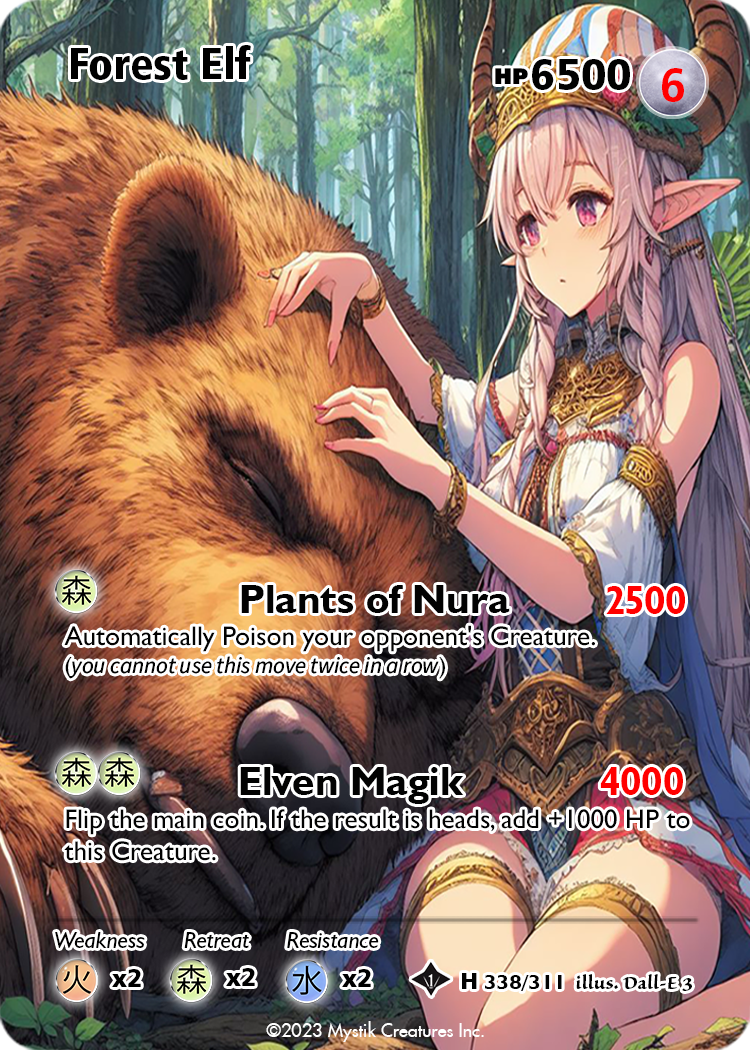 Forest Elf
HP6500 6
森 Plants of Nura 2500
Automatically Poison your opponent's Creature.
(you cannot use this move twice in a row)
森 森 Elven Magik 4000
Flip the main coin. If the result is heads, add +1000 HP to
this Creature.
Weakness Retreat Resistance
火 x2 森 x2 水 x2 1 H 338/311 illus. Dall-E 3
©2023 Mystik Creatures Inc.